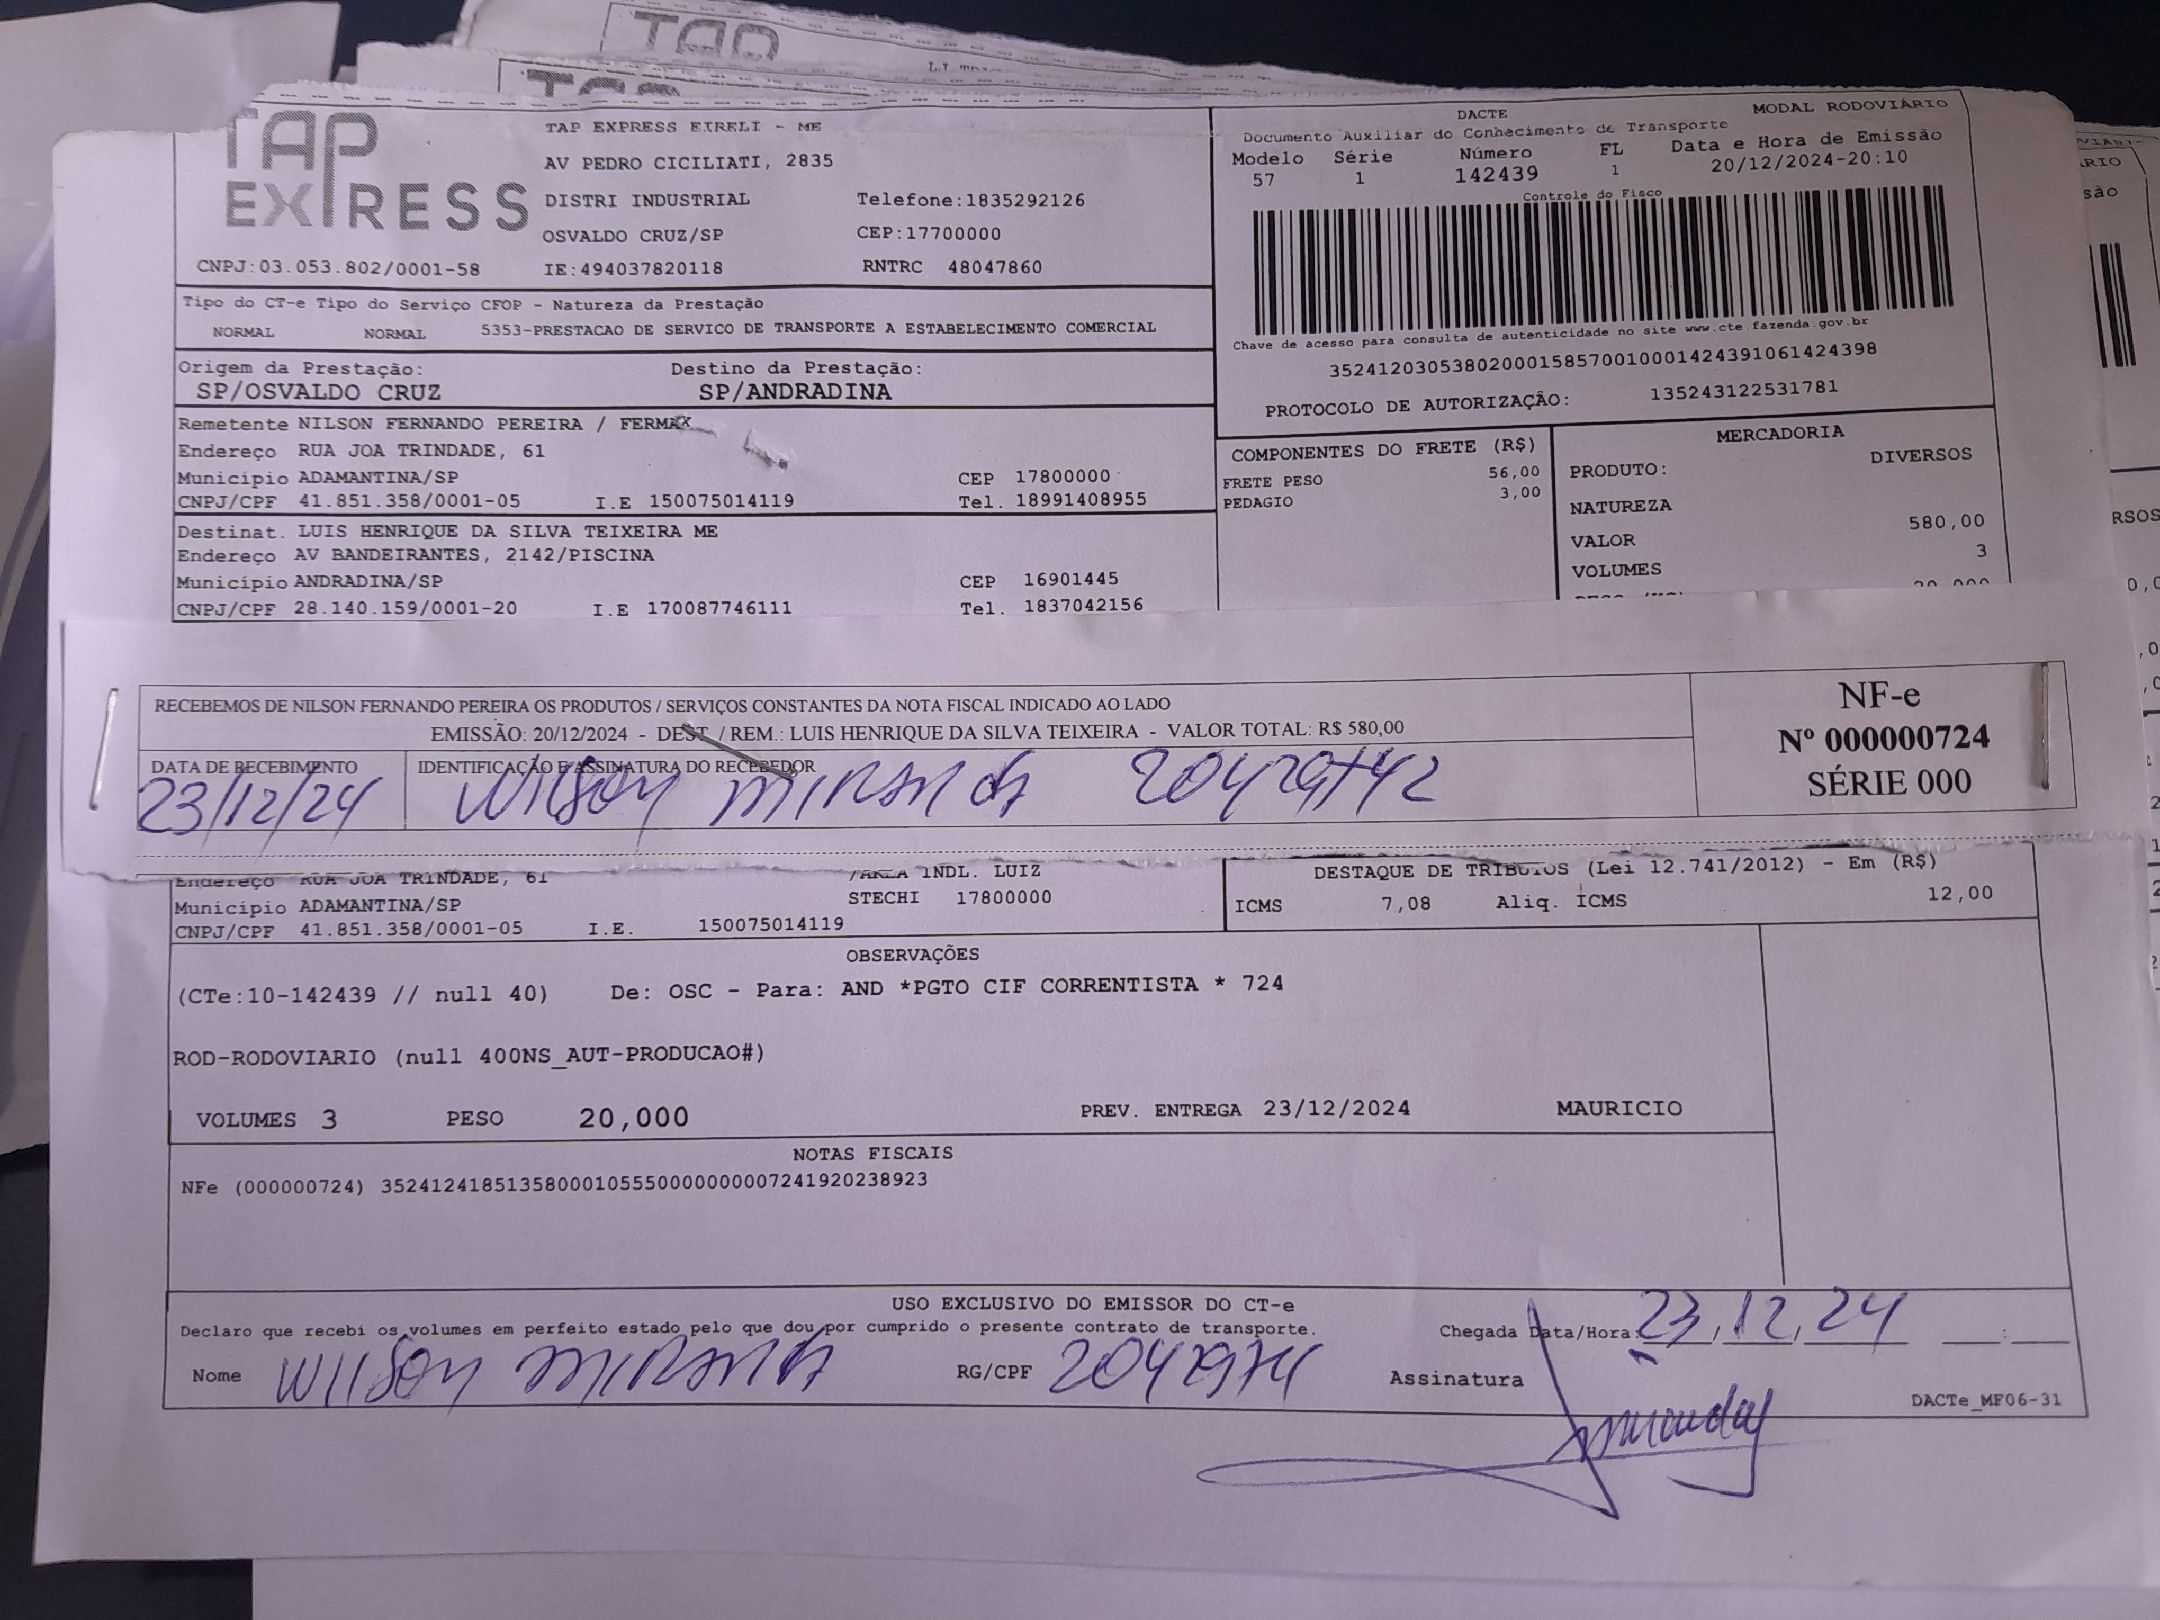 TAP
TAP EXPRESS
TAP EXPRESS EIRELI - ME
AV PEDRO CICILIATI, 2835
DISTRI INDUSTRIAL Telefone:1835292126
OSVALDO CRUZ/SP CEP:17700000
CNPJ:03.053.802/0001-58 IE:494037820118 RNTRC 48047860
DACTE MODAL RODOVIÁRIO
Documento Auxiliar do Conhecimento de Transporte
Modelo Série Número FL Data e Hora de Emissão
57 1 142439 1 20/12/2024-20:10
Controle do Fisco
Chave de acesso para consulta de autenticidade no site www.cte.fazenda.gov.br
35241203053802000158570010001424391061424398
PROTOCOLO DE AUTORIZAÇÃO: 135243122531781
Tipo do CT-e Tipo do Serviço CFOP - Natureza da Prestação
NORMAL NORMAL 5353-PRESTACAO DE SERVICO DE TRANSPORTE A ESTABELECIMENTO COMERCIAL
Origem da Prestação: Destino da Prestação:
SP/OSVALDO CRUZ SP/ANDRADINA
Remetente NILSON FERNANDO PEREIRA / FERMAX
Endereço RUA JOA TRINDADE, 61
Município ADAMANTINA/SP CEP 17800000
CNPJ/CPF 41.851.358/0001-05 I.E 150075014119 Tel. 18991408955
Destinat. LUIS HENRIQUE DA SILVA TEIXEIRA ME
Endereço AV BANDEIRANTES, 2142/PISCINA
Município ANDRADINA/SP CEP 16901445
CNPJ/CPF 28.140.159/0001-20 I.E 170087746111 Tel. 1837042156
COMPONENTES DO FRETE (R$)
FRETE PESO 56,00
PEDAGIO 3,00
MERCADORIA
PRODUTO: DIVERSOS
NATUREZA
VALOR 580,00
VOLUMES 3
RECEBEMOS DE NILSON FERNANDO PEREIRA OS PRODUTOS / SERVIÇOS CONSTANTES DA NOTA FISCAL INDICADO AO LADO
EMISSÃO: 20/12/2024 - DEST. / REM.: LUIS HENRIQUE DA SILVA TEIXEIRA - VALOR TOTAL: R$ 580,00
DATA DE RECEBIMENTO IDENTIFICAÇÃO E ASSINATURA DO RECEBEDOR
23/12/24 Wilson MIRANDA
NF-e
Nº 000000724
SÉRIE 000
Endereço RUA JOA TRINDADE, 61 INDL. LUIZ
Município ADAMANTINA/SP STECHI 17800000
CNPJ/CPF 41.851.358/0001-05 I.E. 150075014119
DESTAQUE DE TRIBUTOS (Lei 12.741/2012) - Em (R$)
ICMS 7,08 Aliq. ICMS 12,00
OBSERVAÇÕES
(CTe:10-142439 // null 40) De: OSC - Para: AND *PGTO CIF CORRENTISTA * 724
ROD-RODOVIARIO (null 400NS_AUT-PRODUCAO#)
VOLUMES 3 PESO 20,000 PREV. ENTREGA 23/12/2024 MAURICIO
NOTAS FISCAIS
NFe (000000724) 35241241851358000105550000000007241920238923
USO EXCLUSIVO DO EMISSOR DO CT-e
Declaro que recebi os volumes em perfeito estado pelo que dou por cumprido o presente contrato de transporte.
Chegada Data/Hora: 23/12/24 :
Nome WIlSON MIRANDA RG/CPF Assinatura
DACTe_MF06-31